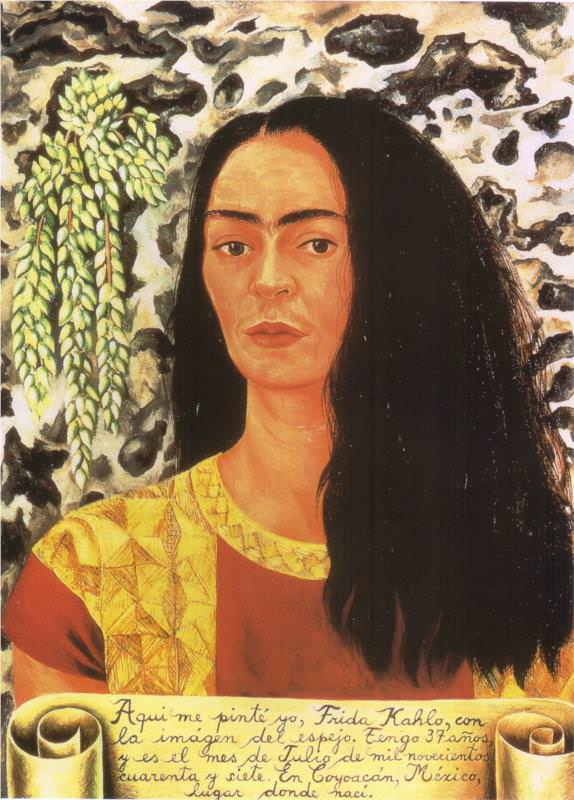 Aqui me pinté yo, Frida Kahlo, con
la imágen del espejo. Tengo 37 años,
y es el mes de Julio de mil novecientos
cuarenta y siete. En Coyoacán, México,
lugar donde nací.